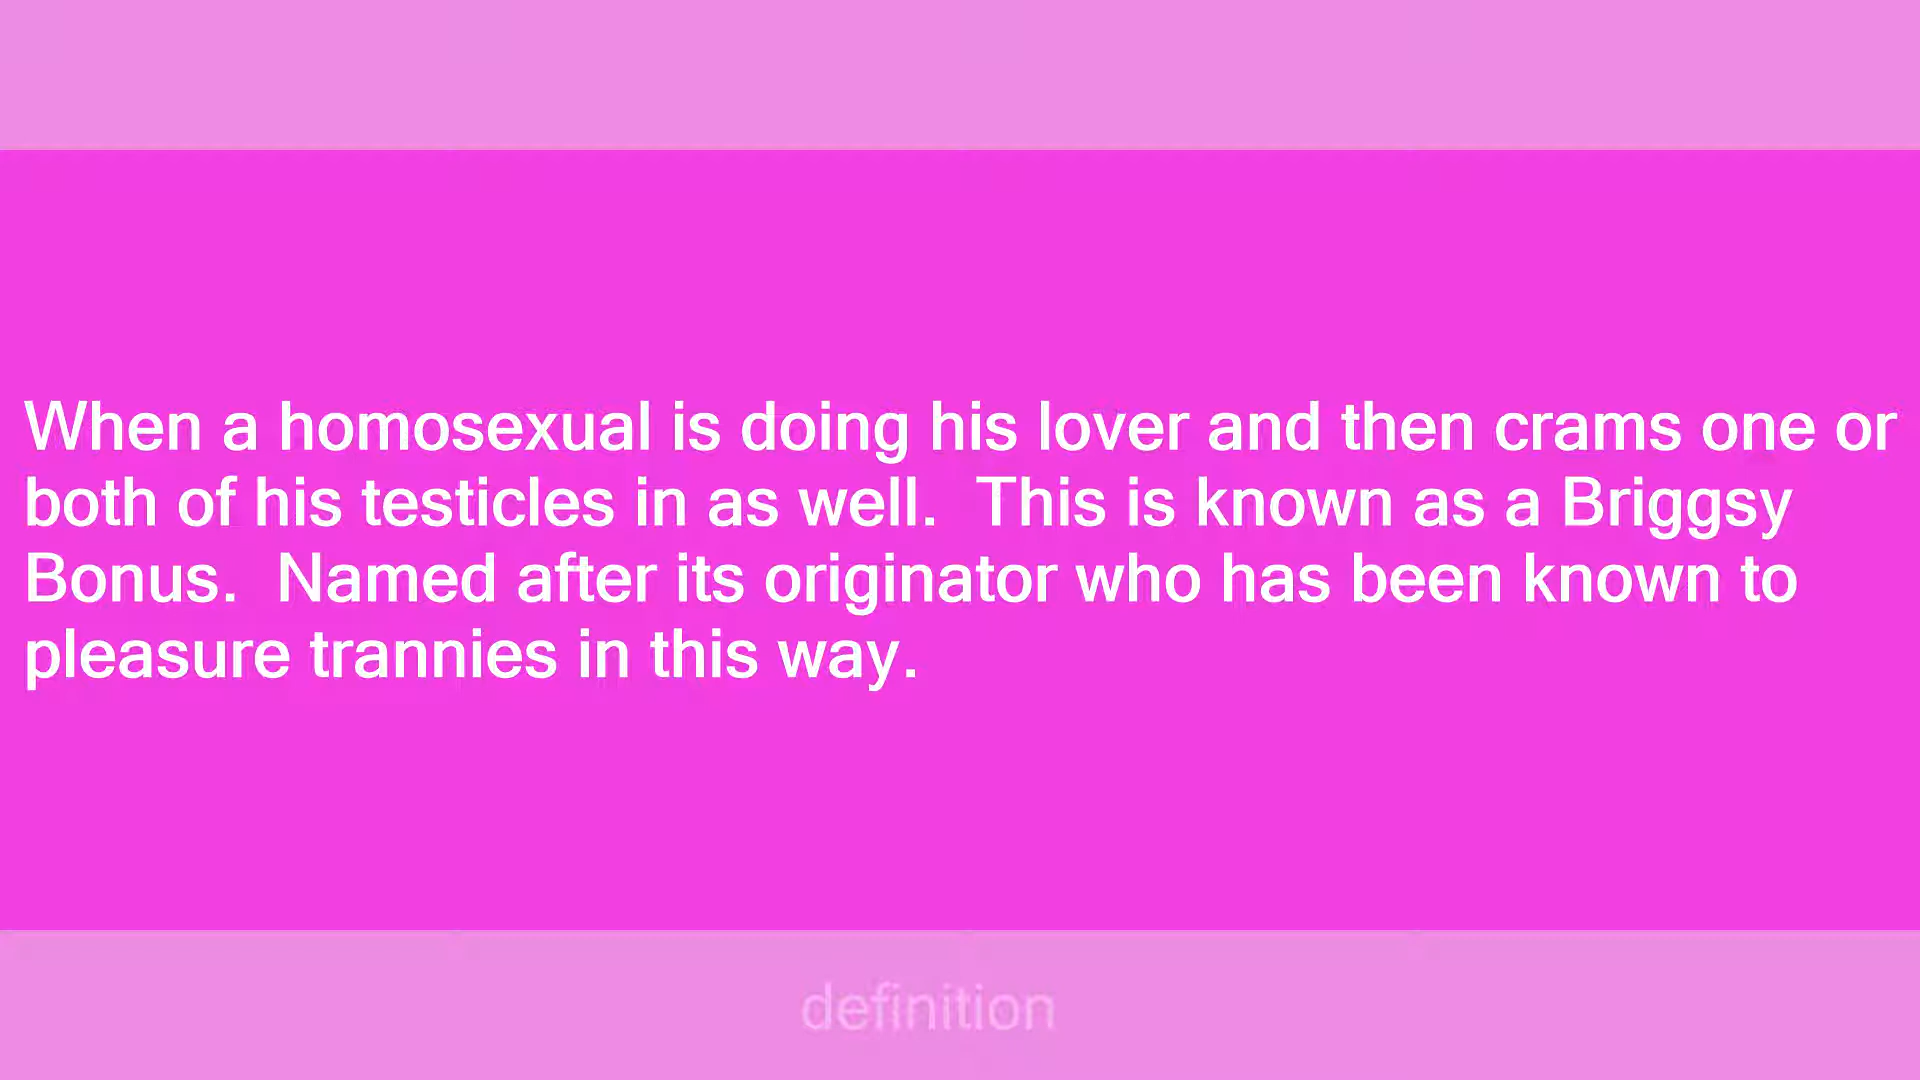 When a homosexual is doing his lover and then crams one or
both of his testicles in as well.  This is known as a Briggsy
Bonus.  Named after its originator who has been known to
pleasure trannies in this way.
definition